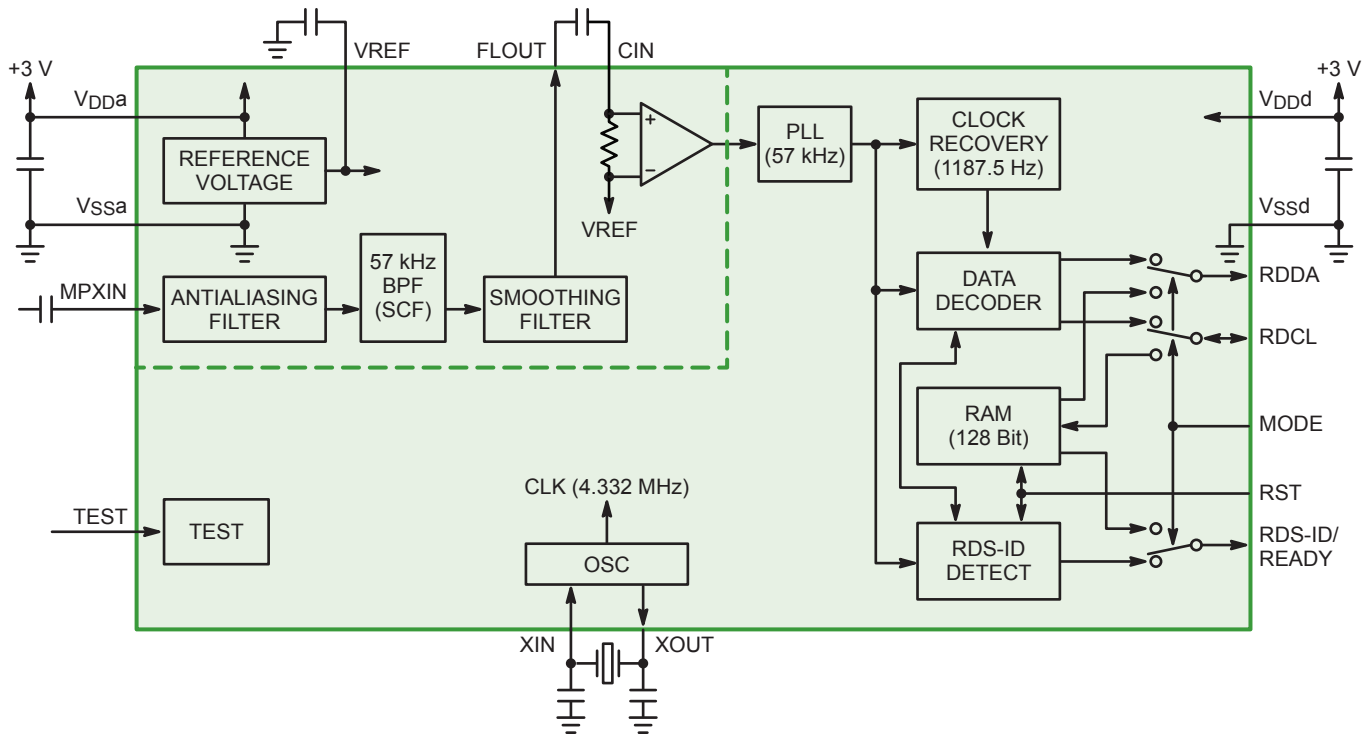 VREF
FLOUT
CIN
+3 V
VDDa
REFERENCE
VOLTAGE
VSSa
+
−
VREF
PLL
(57 kHz)
CLOCK
RECOVERY
(1187.5 Hz)
+3 V
VDDd
VSSd
MPXIN
ANTIALIASING
FILTER
57 kHz
BPF
(SCF)
SMOOTHING
FILTER
DATA
DECODER
RDDA
RDCL
RAM
(128 Bit)
MODE
RST
TEST
TEST
CLK (4.332 MHz)
OSC
XIN
XOUT
RDS-ID
DETECT
RDS-ID/
READY